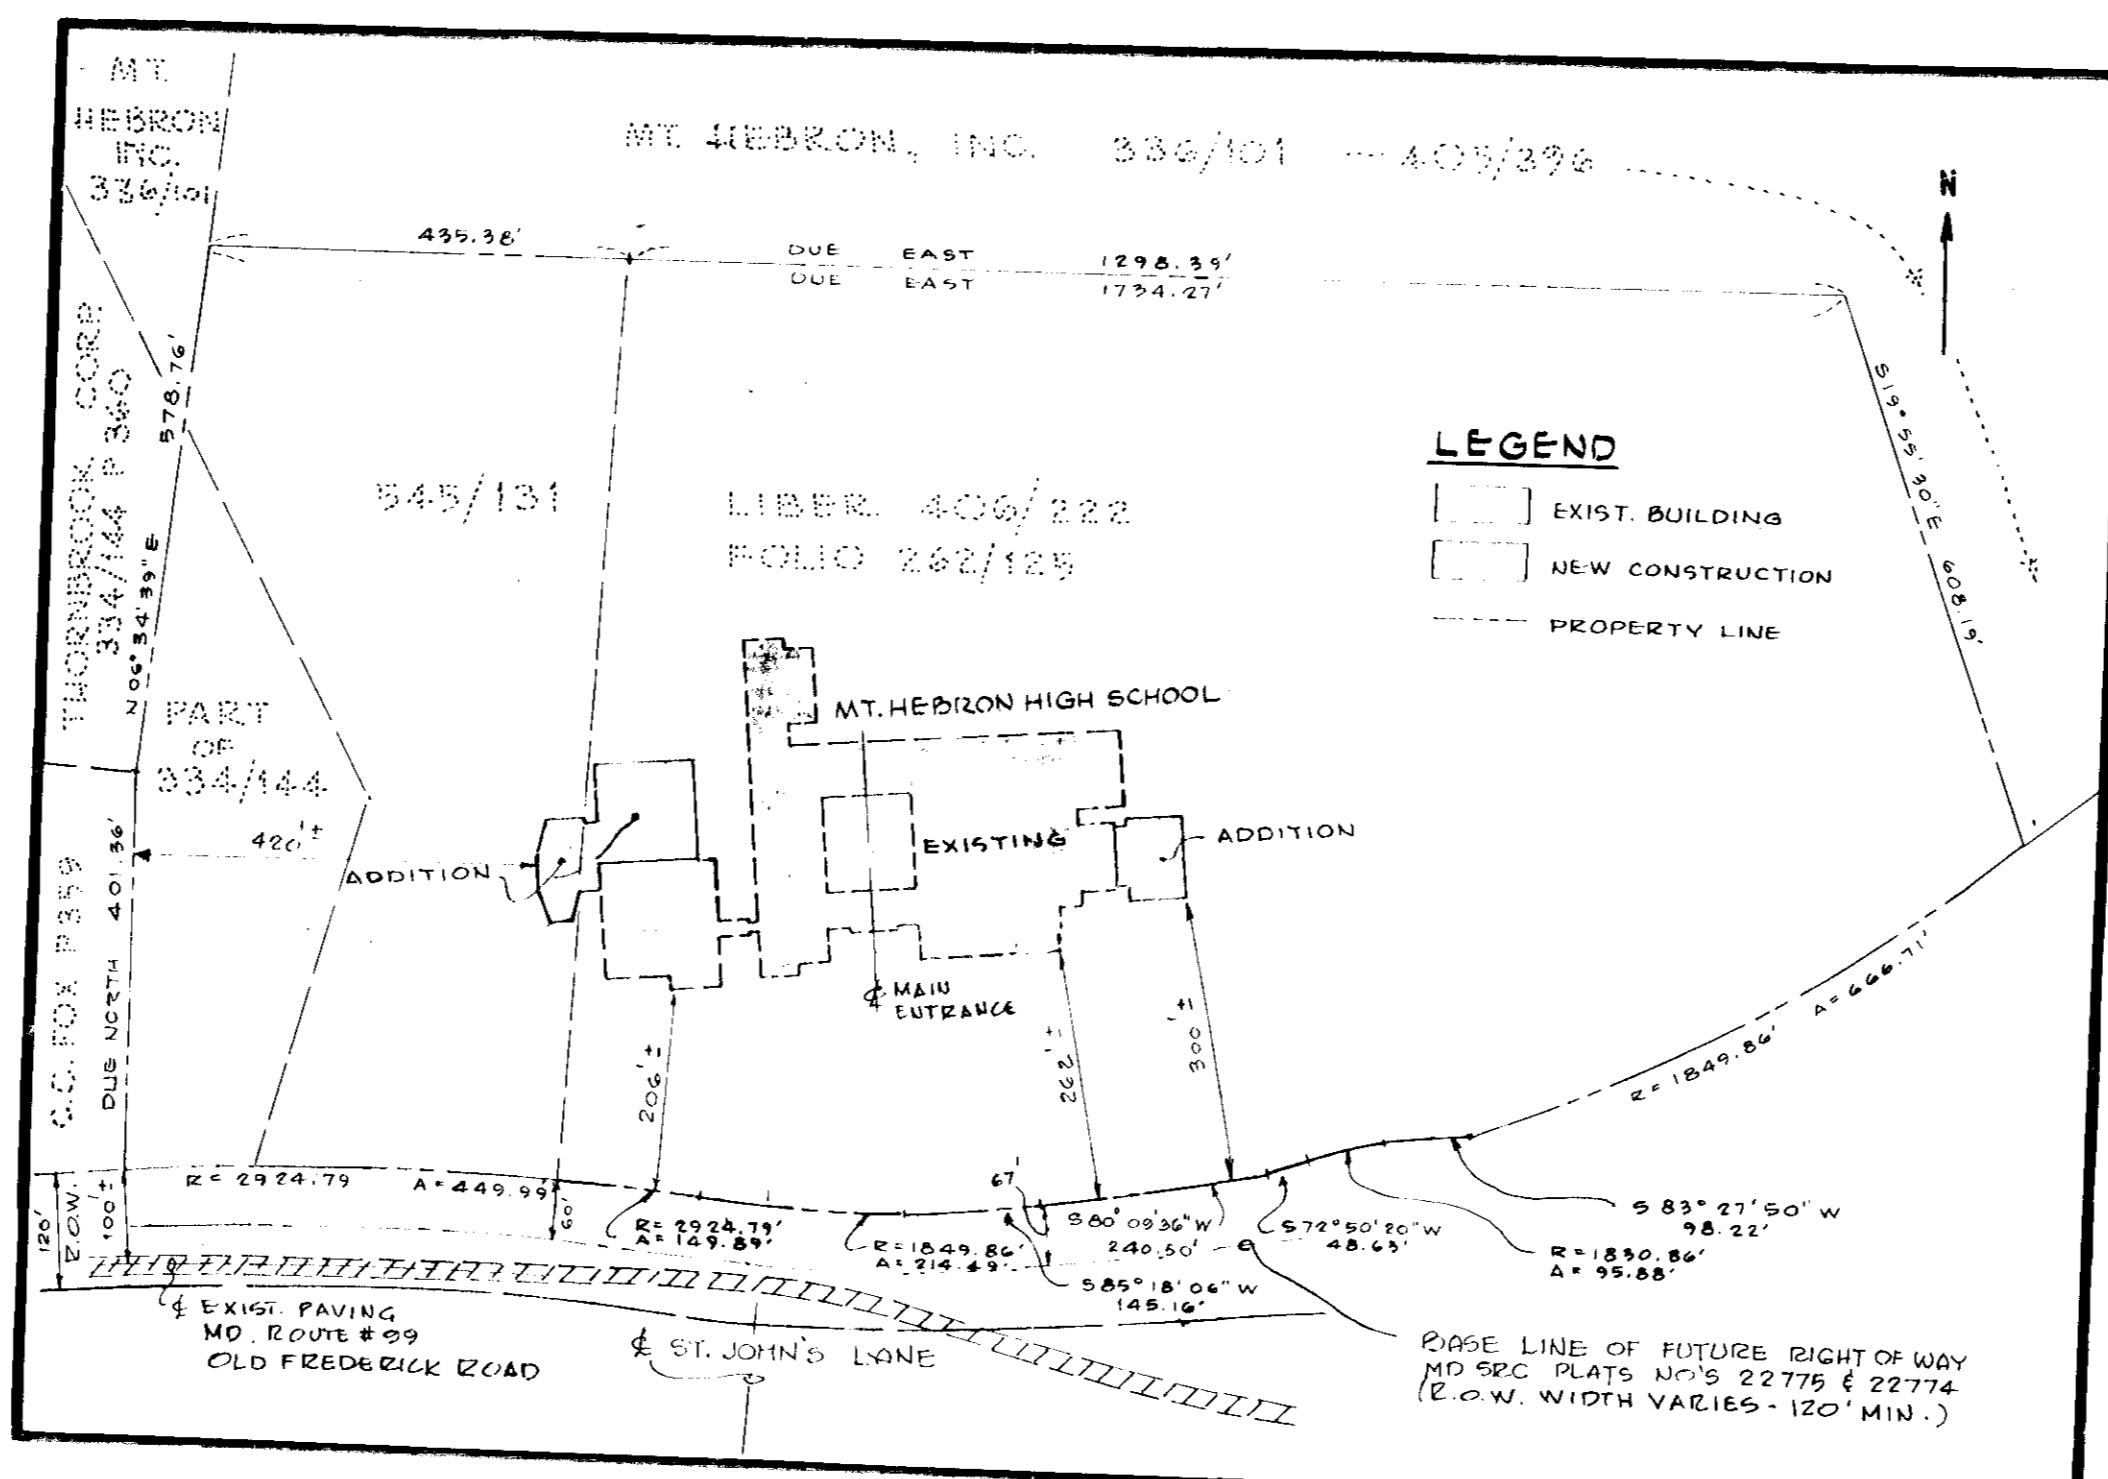 MT.
HEBRON
INC.
336/101
MT. HEBRON, INC. 336/101 — 405/396
N
435.38'
DUE EAST 1298.39'
DUE EAST 1734.27'
THORNBROOK CORP
334/144 P 360
578.76'
N 06° 34' 39" E
S19° 55' 30" E 608.19'
LEGEND
EXIST. BUILDING
NEW CONSTRUCTION
PROPERTY LINE
545/131
LIBER 406/222
FOLIO 262/125
PART
OF
334/144
MT. HEBRON HIGH SCHOOL
420'±
ADDITION
EXISTING
ADDITION
C MAIN
ENTRANCE
FOX P359
DUE NORTH 401.36'
206'±
262'±
300'±
R= 1849.86' A= 666.71'
R= 2924.79 A= 449.99'
120'
R.O.W.
100'±
60'
R= 2924.79'
A= 149.89'
R=1849.86'
A= 214.49'
67'
S80° 09'36" W
240.50'
S85° 18' 06" W
145.16'
S72° 50' 20" W
48.63'
S 83° 27' 50" W
98.22'
R= 1830.86'
A= 95.88'
℄ EXIST. PAVING
MD. ROUTE #99
OLD FREDERICK ROAD
℄ ST. JOHN'S LANE
BASE LINE OF FUTURE RIGHT OF WAY
MD SRC PLATS NO'S 22775 & 22774
(R.O.W. WIDTH VARIES - 120' MIN.)